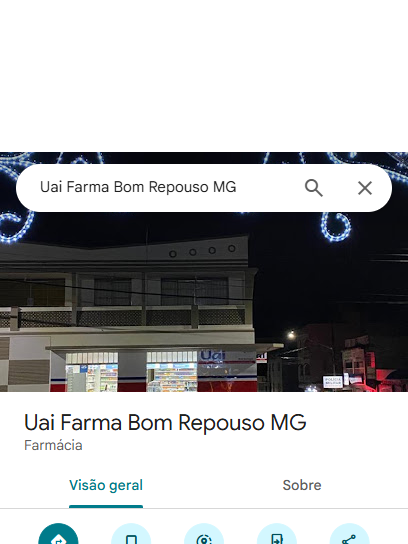 Uai Farma Bom Repouso MG
Uai
Uai Farma Bom Repouso MG
Farmácia
Visão geral
Sobre